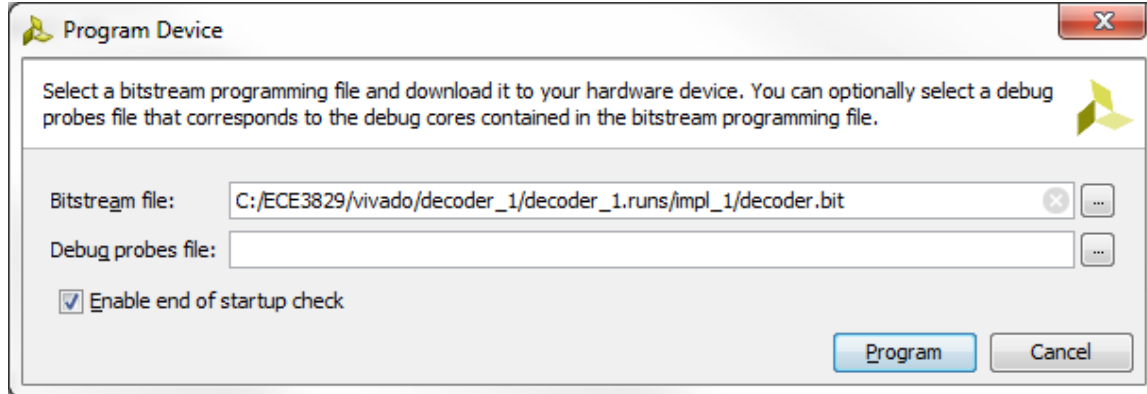 Program Device
Select a bitstream programming file and download it to your hardware device. You can optionally select a debug
probes file that corresponds to the debug cores contained in the bitstream programming file.
Bitstream file: C:/ECE3829/vivado/decoder_1/decoder_1.runs/impl_1/decoder.bit ...
Debug probes file: ...
Enable end of startup check
Program Cancel